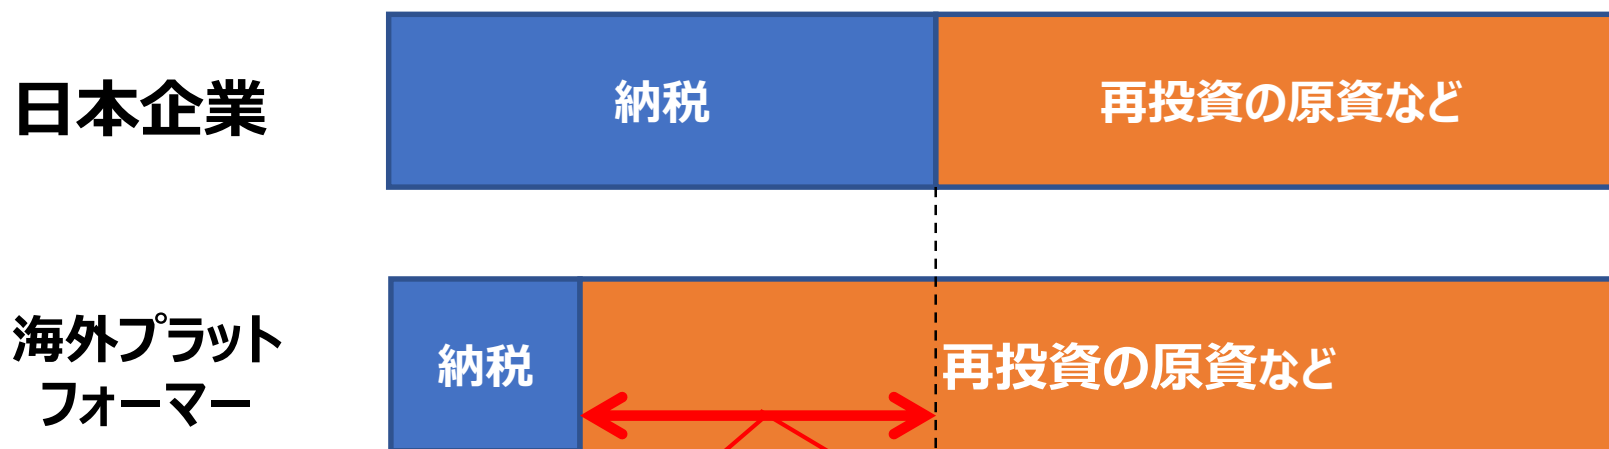 日本企業
納税
再投資の原資など
海外プラット
フォーマー
納税
再投資の原資など